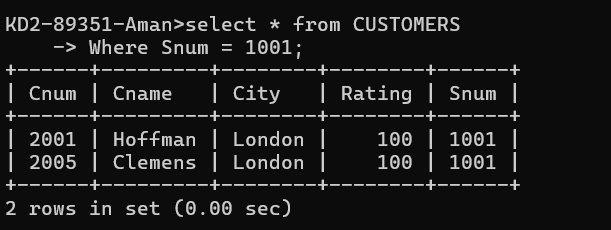 KD2-89351-Aman>select * from CUSTOMERS
    -> Where Snum = 1001;
+------+---------+--------+--------+------+
| Cnum | Cname   | City   | Rating | Snum |
+------+---------+--------+--------+------+
| 2001 | Hoffman | London |    100 | 1001 |
| 2005 | Clemens | London |    100 | 1001 |
+------+---------+--------+--------+------+
2 rows in set (0.00 sec)